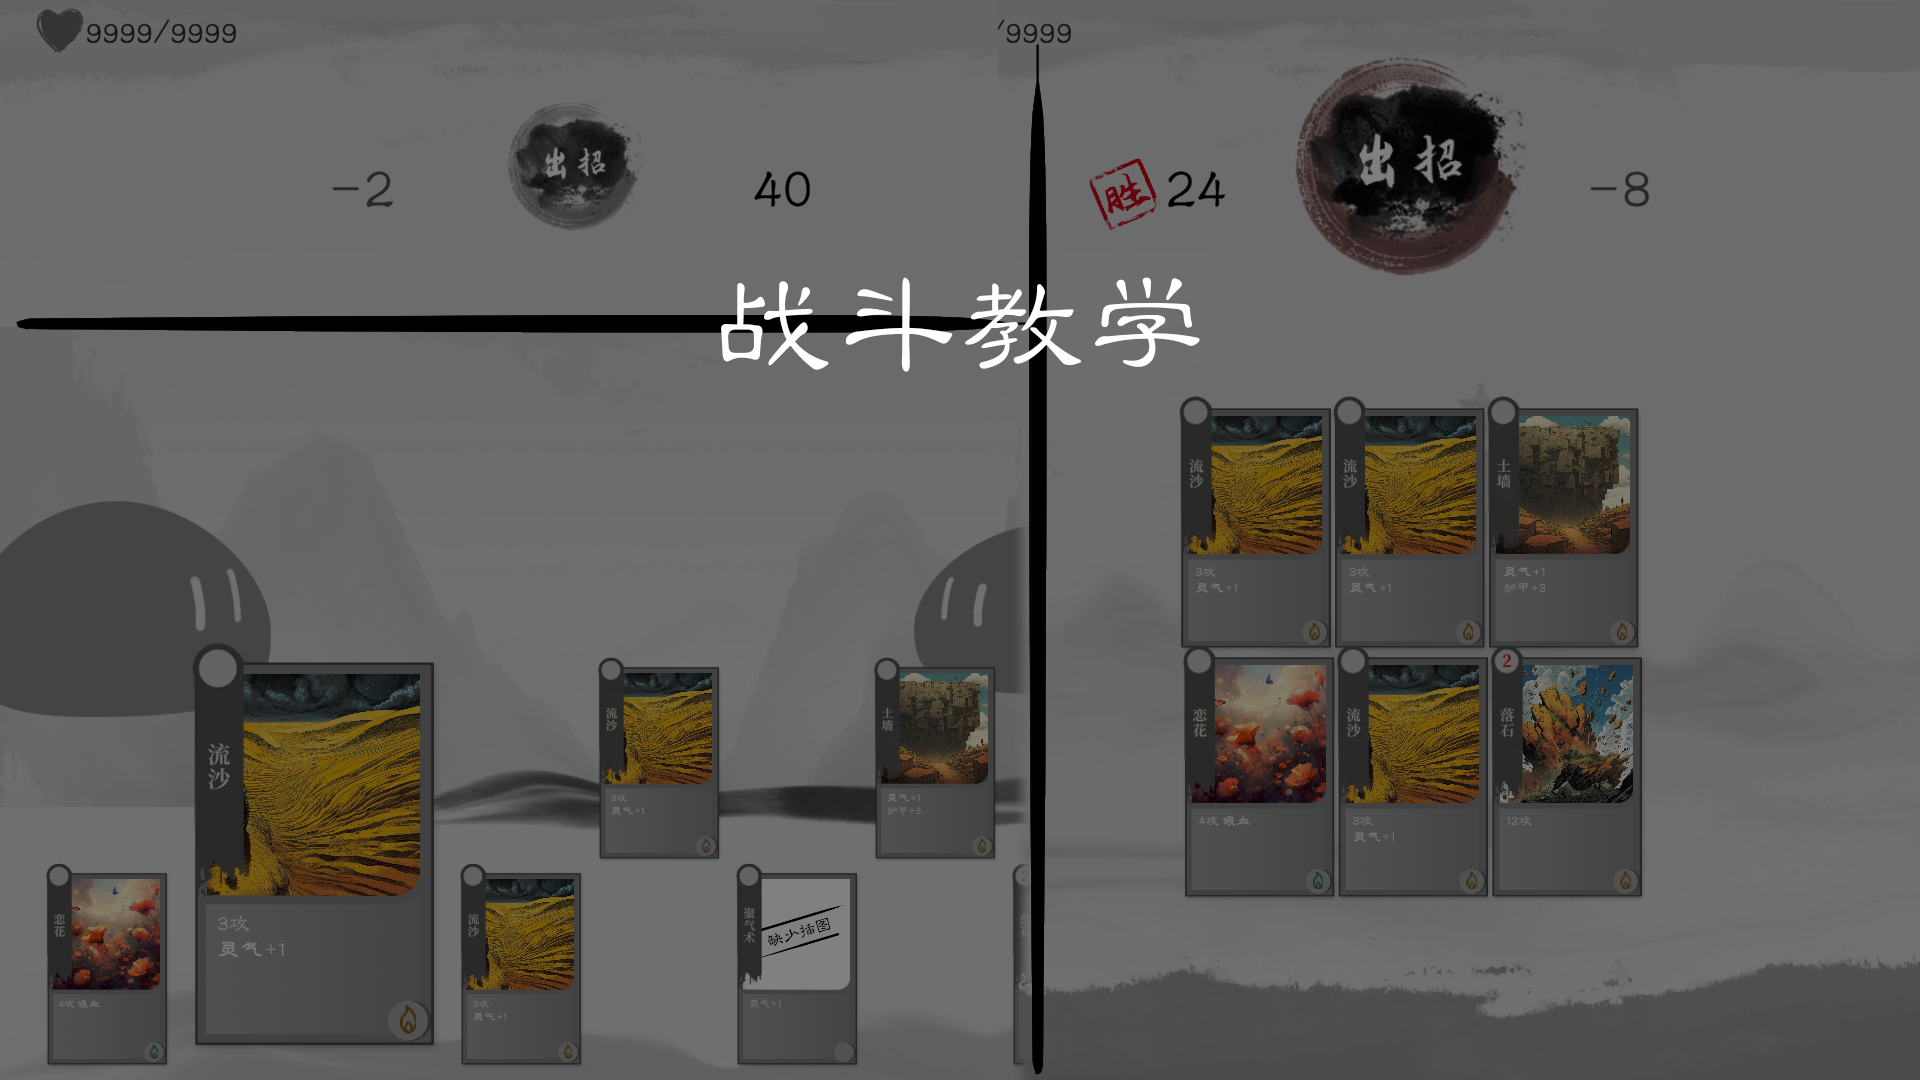 9999/9999
/9999
-2
出招
40
胜
24
出招
-8
战斗教学
流沙
3攻
灵气+1
流沙
3攻
灵气+1
土墙
灵气+1
护甲+3
恋花
4攻 吸血
流沙
3攻
灵气+1
2
落石
12攻
流沙
3攻
灵气+1
土墙
灵气+1
护甲+3
恋花
4攻 吸血
流沙
3攻
灵气+1
流沙
3攻
灵气+1
聚气术
缺少插图
灵气+1